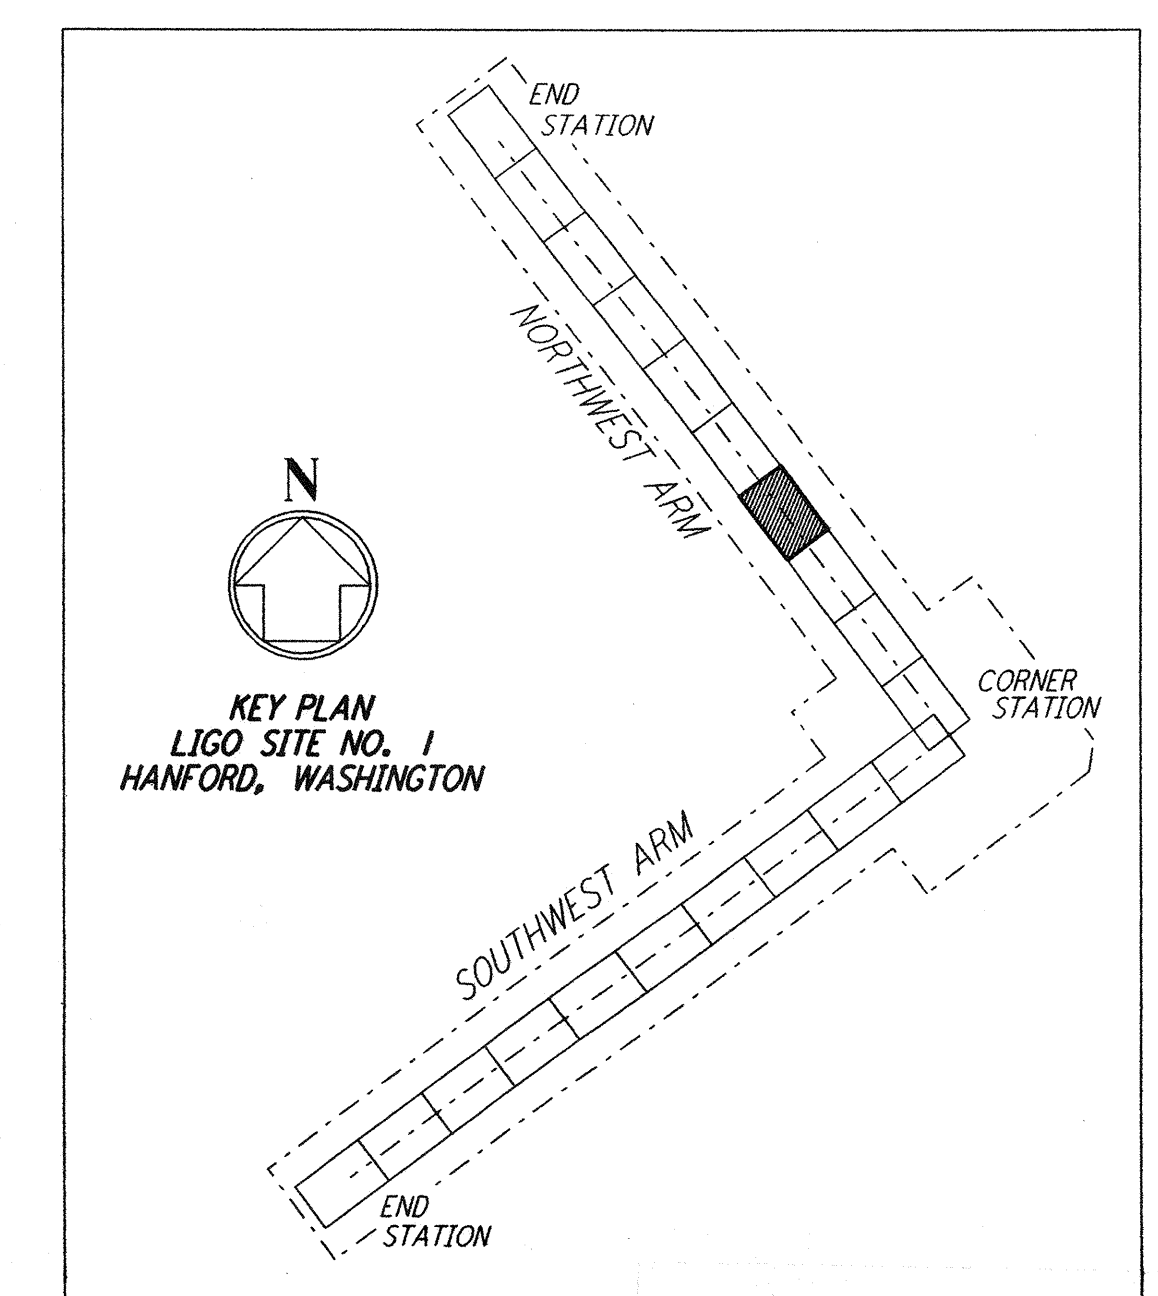 END
STATION
NORTHWEST ARM
N
KEY PLAN
LIGO SITE NO. 1
HANFORD, WASHINGTON
CORNER
STATION
SOUTHWEST ARM
END
STATION